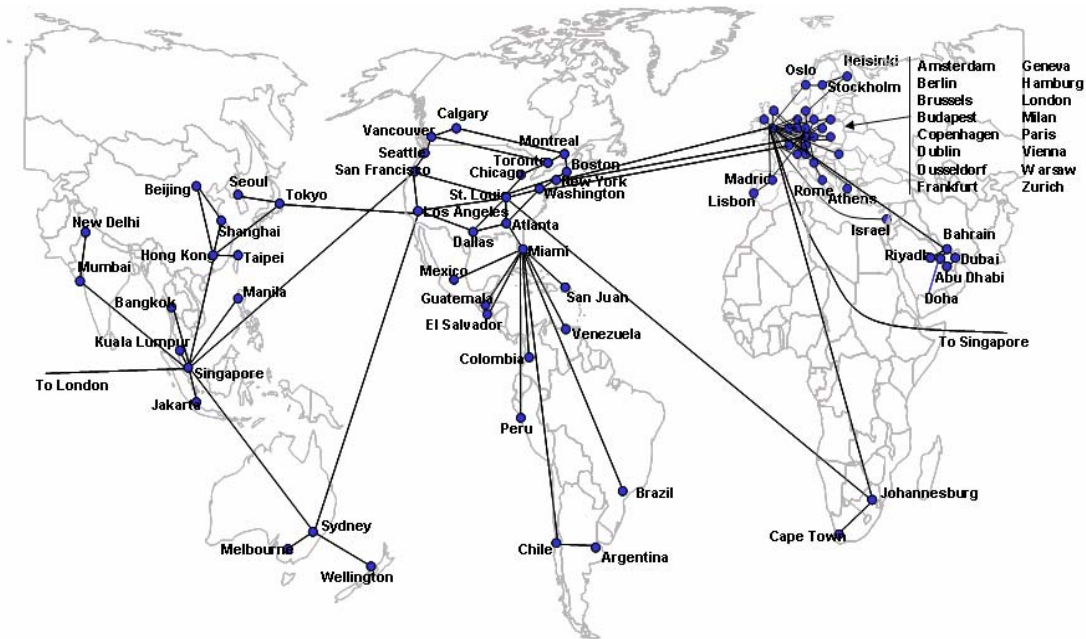 Helsinki
Oslo
Stockholm
Amsterdam Geneva
Berlin Hamburg
Brussels London
Budapest Milan
Copenhagen Paris
Dublin Vienna
Dusseldorf Warsaw
Frankfurt Zurich
Calgary
Vancouver
Montreal
Seattle
Toronto
Boston
San Francisco
Chicago
New York
Washington
St. Louis
Los Angeles
Atlanta
Dallas
Miami
Madrid
Lisbon
Rome
Athens
Israel
Bahrain
Riyadh
Dubai
Abu Dhabi
Doha
To Singapore
Beijing
Seoul
Tokyo
New Delhi
Shanghai
Hong Kong
Taipei
Mumbai
Manila
Bangkok
Kuala Lumpur
Singapore
To London
Jakarta
Mexico
Guatemala
El Salvador
San Juan
Venezuela
Colombia
Peru
Brazil
Johannesburg
Cape Town
Sydney
Melbourne
Wellington
Chile
Argentina